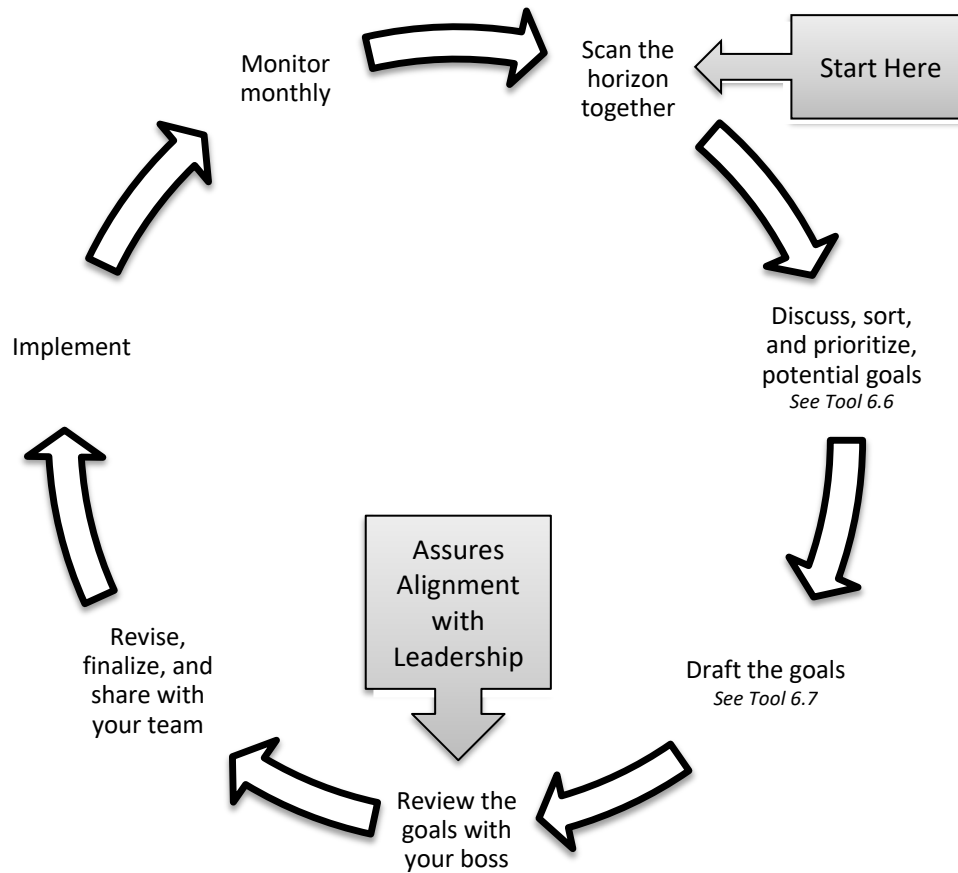 Scan the
horizon
together
Start Here
Discuss, sort,
and prioritize,
potential goals
See Tool 6.6
Draft the goals
See Tool 6.7
Assures
Alignment
with
Leadership
Review the
goals with
your boss
Revise,
finalize, and
share with
your team
Implement
Monitor
monthly